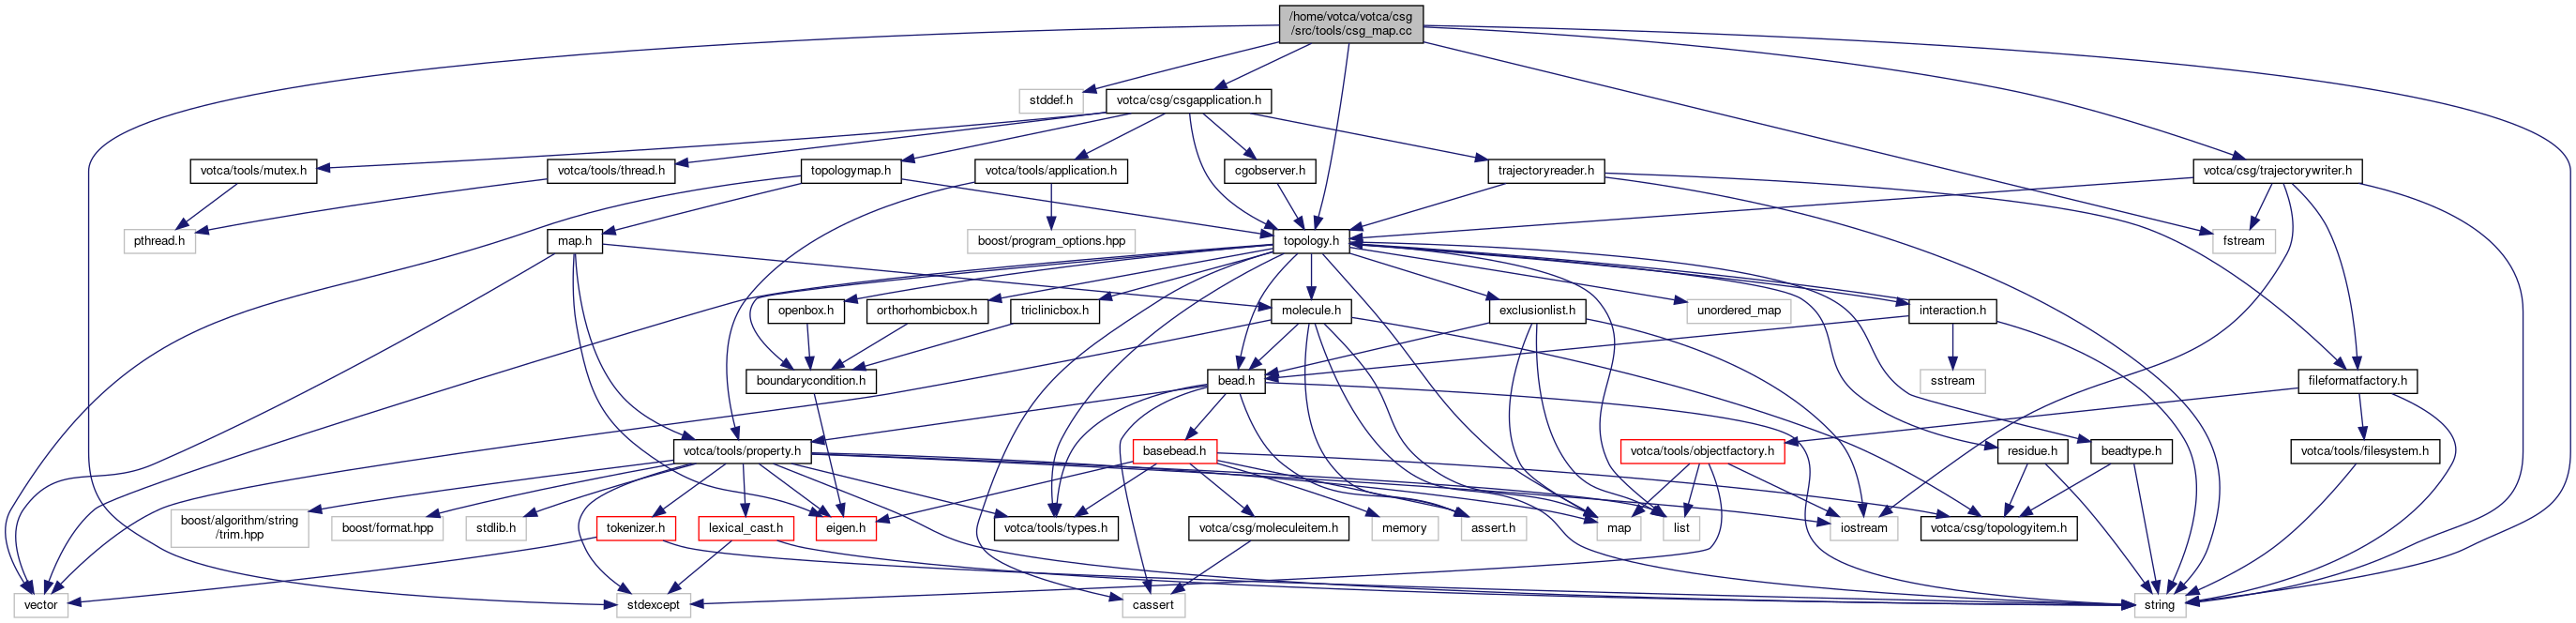 /home/votca/votca/csg
/src/tools/csg_map.cc
stddef.h
votca/csg/csgapplication.h
votca/tools/mutex.h
votca/tools/thread.h
topologymap.h
votca/tools/application.h
cgobserver.h
trajectoryreader.h
votca/csg/trajectorywriter.h
pthread.h
map.h
boost/program_options.hpp
topology.h
fstream
openbox.h
orthorhombicbox.h
triclinicbox.h
molecule.h
exclusionlist.h
unordered_map
interaction.h
boundarycondition.h
bead.h
sstream
fileformatfactory.h
votca/tools/property.h
basebead.h
votca/tools/objectfactory.h
residue.h
beadtype.h
votca/tools/filesystem.h
boost/algorithm/string
/trim.hpp
boost/format.hpp
stdlib.h
tokenizer.h
lexical_cast.h
eigen.h
votca/tools/types.h
votca/csg/moleculeitem.h
memory
assert.h
map
list
iostream
votca/csg/topologyitem.h
vector
stdexcept
cassert
string